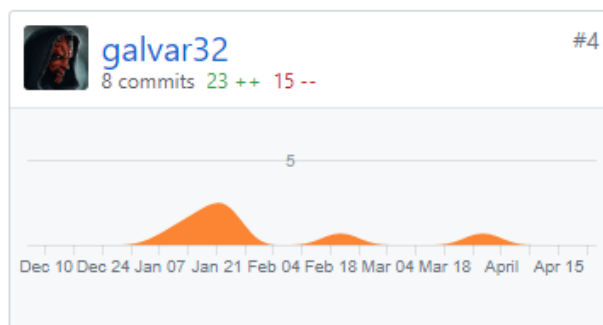 galvar32 #4
8 commits 23 ++ 15 --
5
Dec 10 Dec 24 Jan 07 Jan 21 Feb 04 Feb 18 Mar 04 Mar 18 April Apr 15